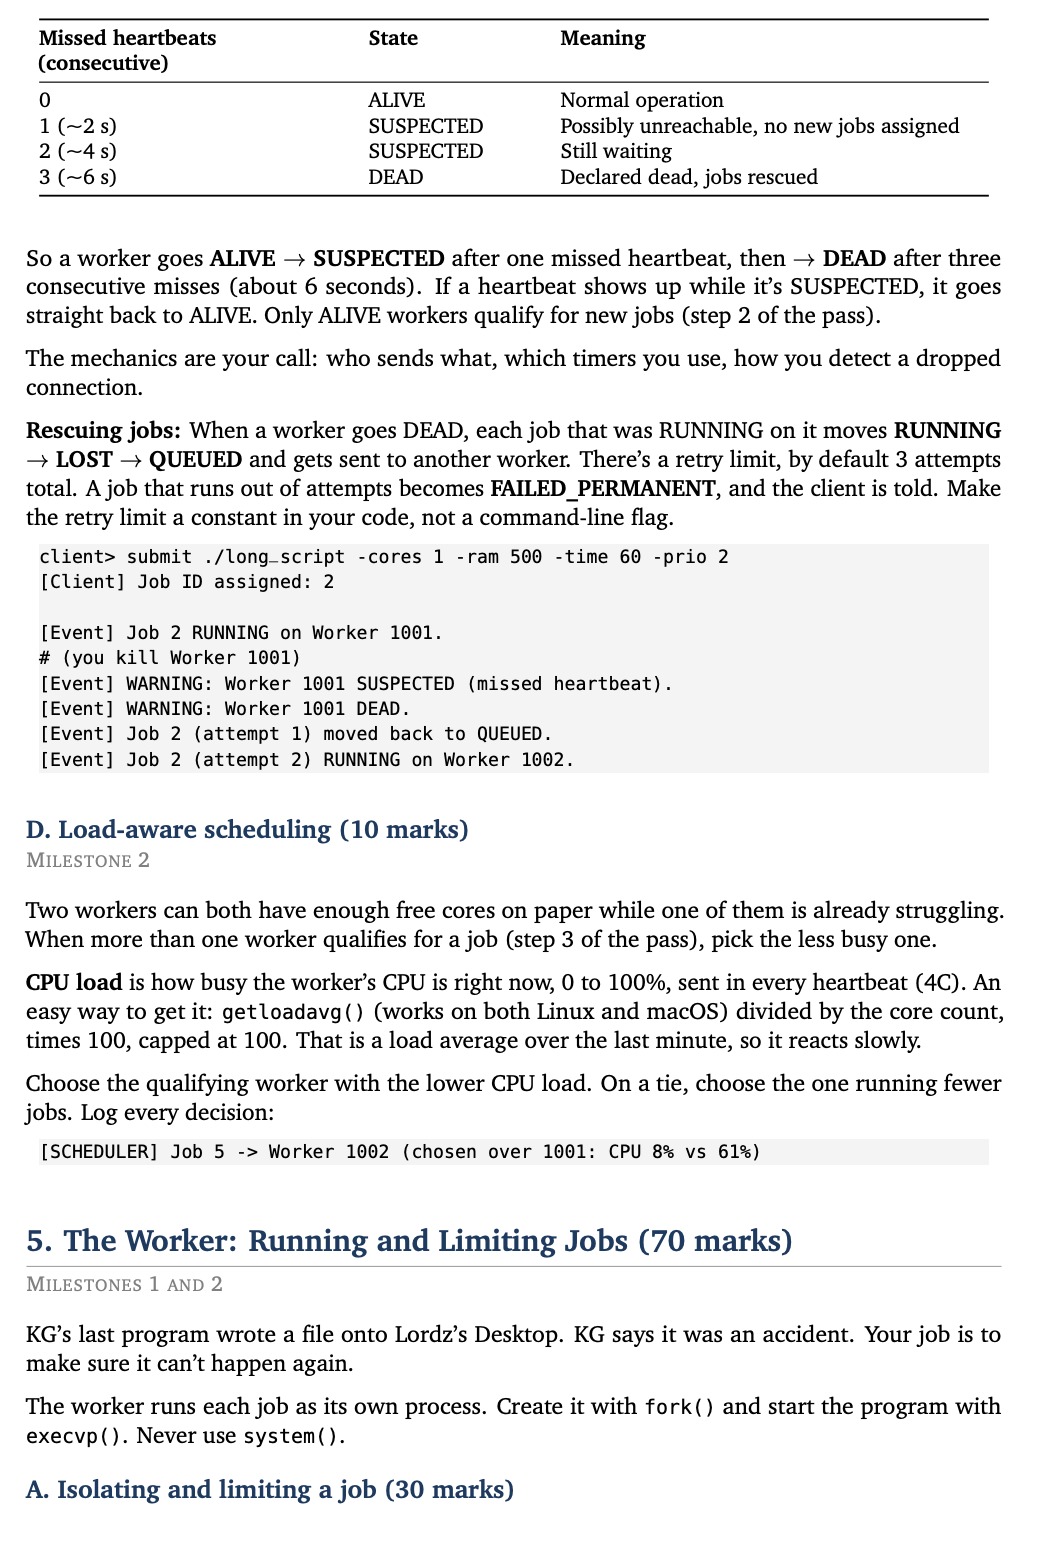 Missed heartbeats State Meaning
(consecutive)
0 ALIVE Normal operation
1 (~2 s) SUSPECTED Possibly unreachable, no new jobs assigned
2 (~4 s) SUSPECTED Still waiting
3 (~6 s) DEAD Declared dead, jobs rescued
So a worker goes ALIVE → SUSPECTED after one missed heartbeat, then → DEAD after three
consecutive misses (about 6 seconds). If a heartbeat shows up while it’s SUSPECTED, it goes
straight back to ALIVE. Only ALIVE workers qualify for new jobs (step 2 of the pass).
The mechanics are your call: who sends what, which timers you use, how you detect a dropped
connection.
Rescuing jobs: When a worker goes DEAD, each job that was RUNNING on it moves RUNNING
→ LOST → QUEUED and gets sent to another worker. There’s a retry limit, by default 3 attempts
total. A job that runs out of attempts becomes FAILED_PERMANENT, and the client is told. Make
the retry limit a constant in your code, not a command-line flag.
client> submit ./long_script -cores 1 -ram 500 -time 60 -prio 2
[Client] Job ID assigned: 2
[Event] Job 2 RUNNING on Worker 1001.
# (you kill Worker 1001)
[Event] WARNING: Worker 1001 SUSPECTED (missed heartbeat).
[Event] WARNING: Worker 1001 DEAD.
[Event] Job 2 (attempt 1) moved back to QUEUED.
[Event] Job 2 (attempt 2) RUNNING on Worker 1002.
D. Load-aware scheduling (10 marks)
MILESTONE 2
Two workers can both have enough free cores on paper while one of them is already struggling.
When more than one worker qualifies for a job (step 3 of the pass), pick the less busy one.
CPU load is how busy the worker’s CPU is right now, 0 to 100%, sent in every heartbeat (4C). An
easy way to get it: getloadavg() (works on both Linux and macOS) divided by the core count,
times 100, capped at 100. That is a load average over the last minute, so it reacts slowly.
Choose the qualifying worker with the lower CPU load. On a tie, choose the one running fewer
jobs. Log every decision:
[SCHEDULER] Job 5 -> Worker 1002 (chosen over 1001: CPU 8% vs 61%)
5. The Worker: Running and Limiting Jobs (70 marks)
MILESTONES 1 AND 2
KG’s last program wrote a file onto Lordz’s Desktop. KG says it was an accident. Your job is to
make sure it can’t happen again.
The worker runs each job as its own process. Create it with fork() and start the program with
execvp(). Never use system().
A. Isolating and limiting a job (30 marks)